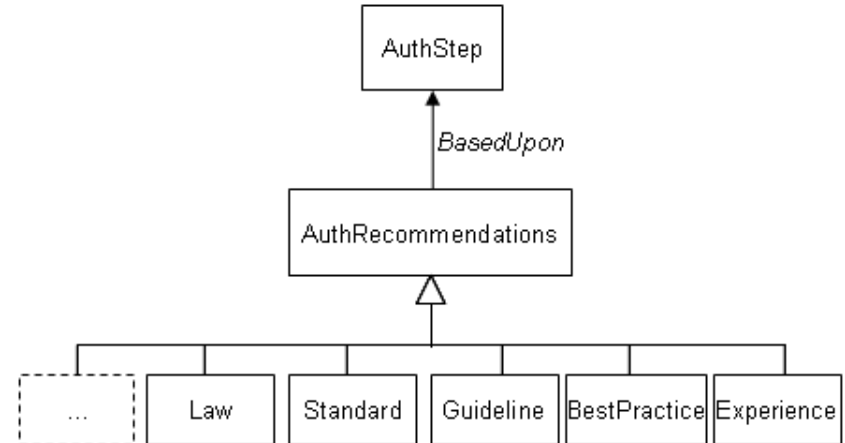 AuthStep
BasedUpon
AuthRecommendations
... Law Standard Guideline BestPractice Experience